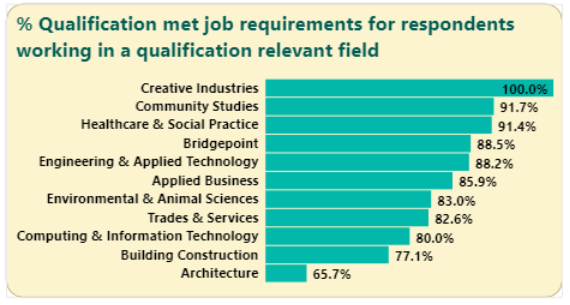 % Qualification met job requirements for respondents
working in a qualification relevant field
Creative Industries 100.0%
Community Studies 91.7%
Healthcare & Social Practice 91.4%
Bridgepoint 88.5%
Engineering & Applied Technology 88.2%
Applied Business 85.9%
Environmental & Animal Sciences 83.0%
Trades & Services 82.6%
Computing & Information Technology 80.0%
Building Construction 77.1%
Architecture 65.7%